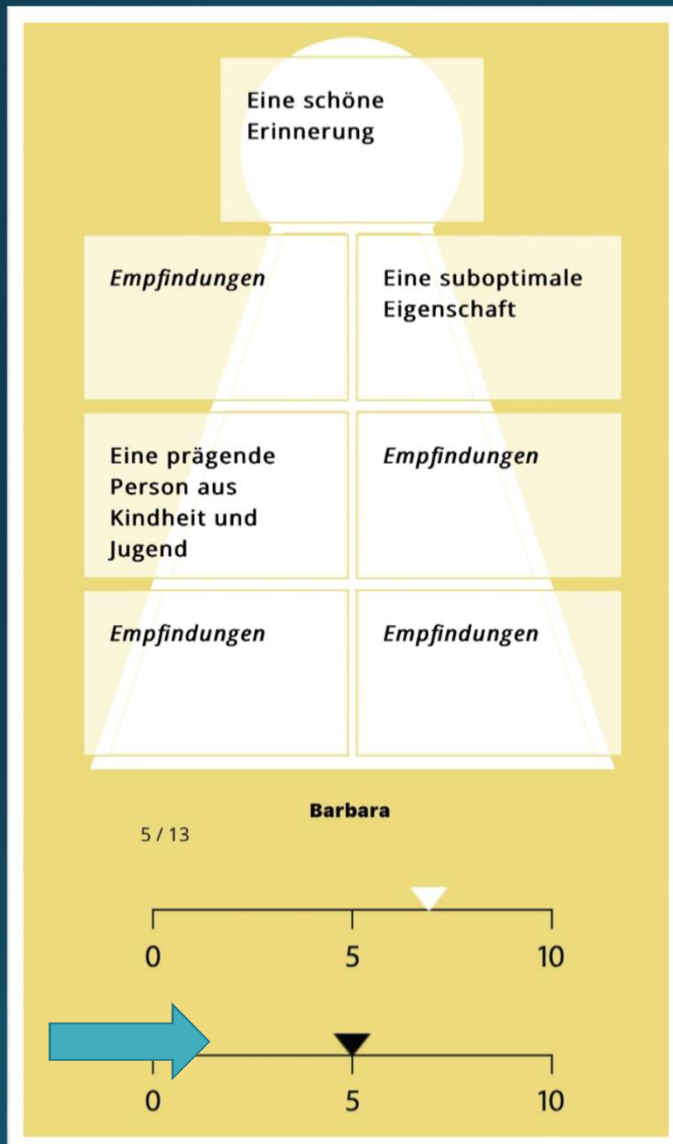 Eine schöne
Erinnerung
Empfindungen
Eine suboptimale
Eigenschaft
Eine prägende
Person aus
Kindheit und
Jugend
Empfindungen
Empfindungen
Empfindungen
Barbara
5 / 13
0 5 10
0 5 10